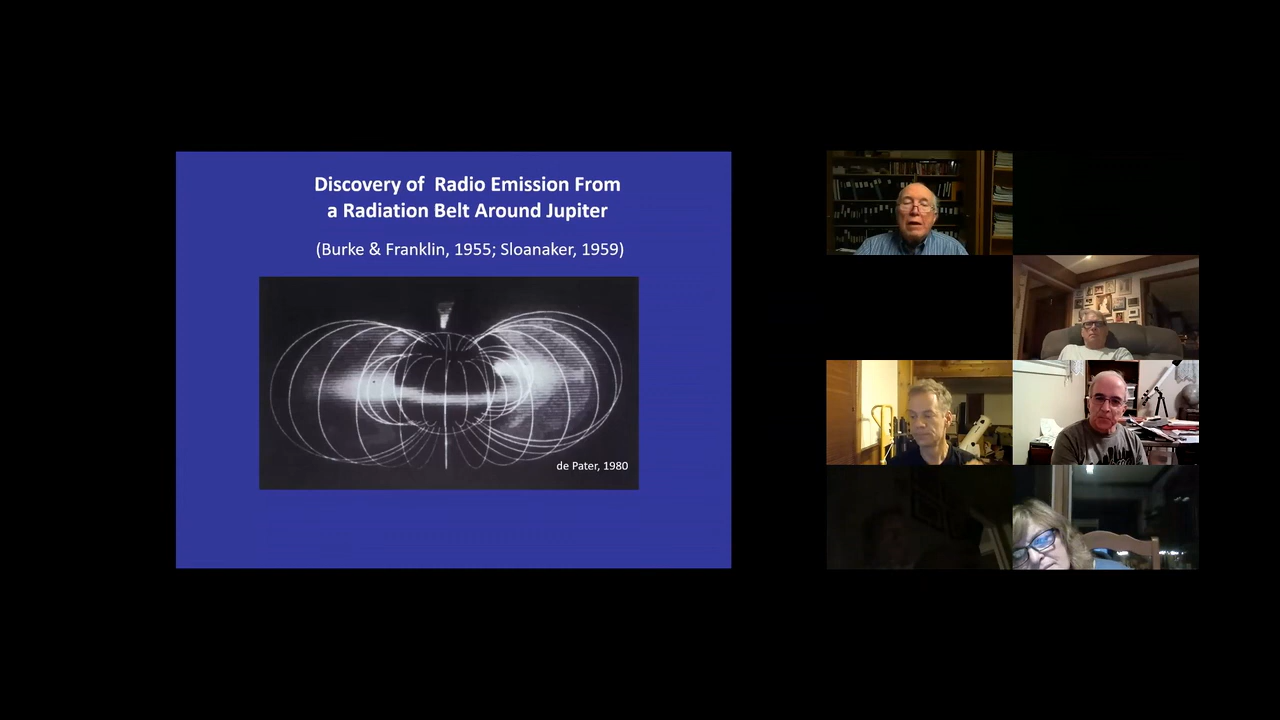 Discovery of  Radio Emission From
a Radiation Belt Around Jupiter
(Burke & Franklin, 1955; Sloanaker, 1959)
de Pater, 1980